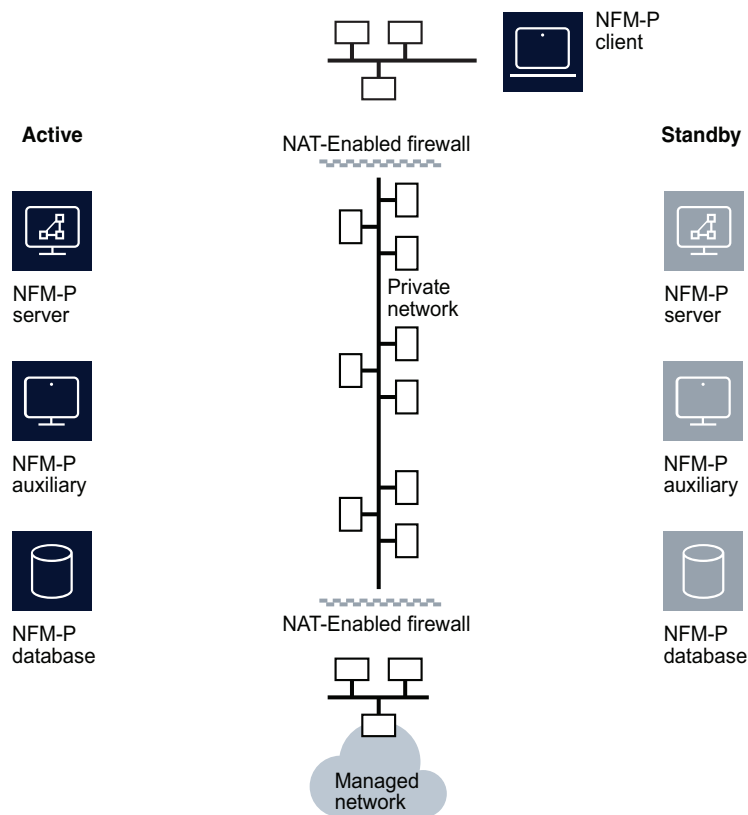 NFM-P
client
Active
NAT-Enabled firewall
Standby
NFM-P
server
Private
network
NFM-P
server
NFM-P
auxiliary
NFM-P
auxiliary
NFM-P
database
NAT-Enabled firewall
NFM-P
database
Managed
network